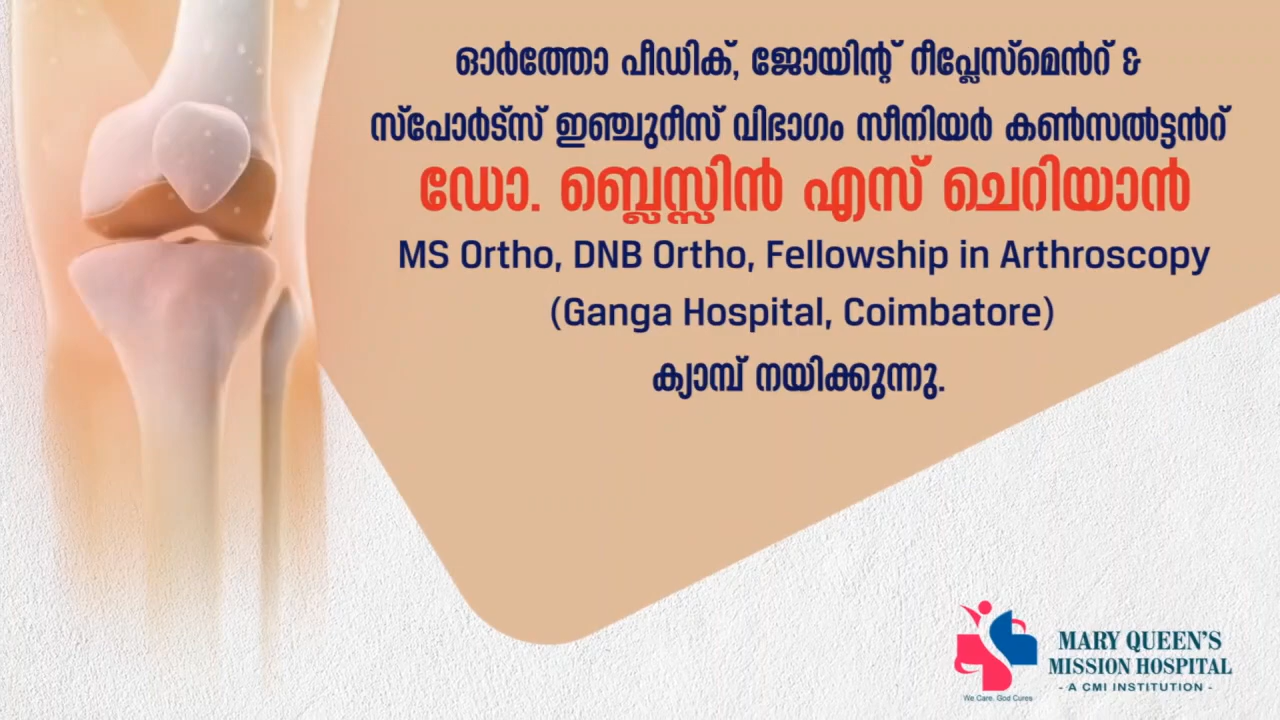 ഓർത്തോ പീഡിക്, ജോയിന്റ് റീപ്ലേസ്മെൻറ് &
സ്പോർട്സ് ഇഞ്ചുറീസ് വിഭാഗം സീനിയർ കൺസൽട്ടൻറ്
ഡോ. ബ്ലെസ്സിൻ എസ് ചെറിയാൻ
MS Ortho, DNB Ortho, Fellowship in Arthroscopy
(Ganga Hospital, Coimbatore)
ക്യാമ്പ് നയിക്കുന്നു.
MARY QUEEN'S
MISSION HOSPITAL
- A CMI INSTITUTION -
We Care, God Cures